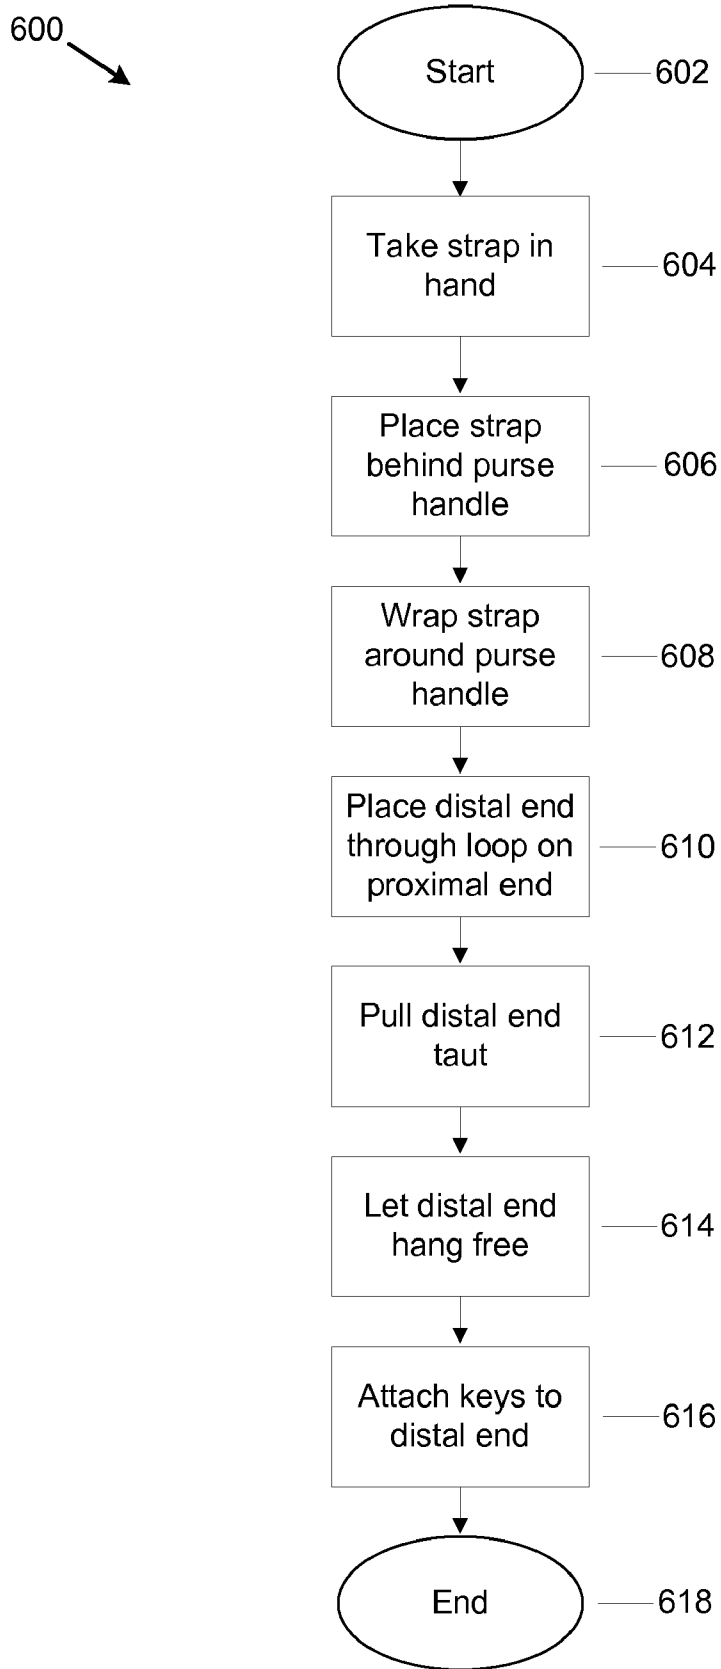 600
Start
602
Take strap in
hand
604
Place strap
behind purse
handle
606
Wrap strap
around purse
handle
608
Place distal end
through loop on
proximal end
610
Pull distal end
taut
612
Let distal end
hang free
614
Attach keys to
distal end
616
End
618